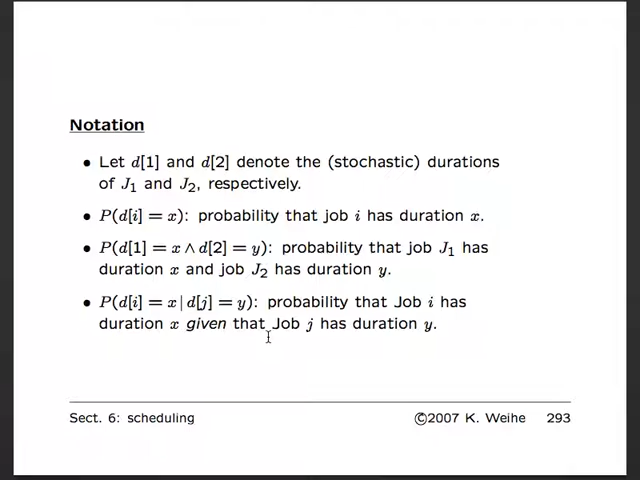 Notation
• Let d[1] and d[2] denote the (stochastic) durations
of J₁ and J₂, respectively.
• P(d[i] = x): probability that job i has duration x.
• P(d[1] = x ∧ d[2] = y): probability that job J₁ has
duration x and job J₂ has duration y.
• P(d[i] = x | d[j] = y): probability that Job i has
duration x given that Job j has duration y.
Sect. 6: scheduling ©2007 K. Weihe 293